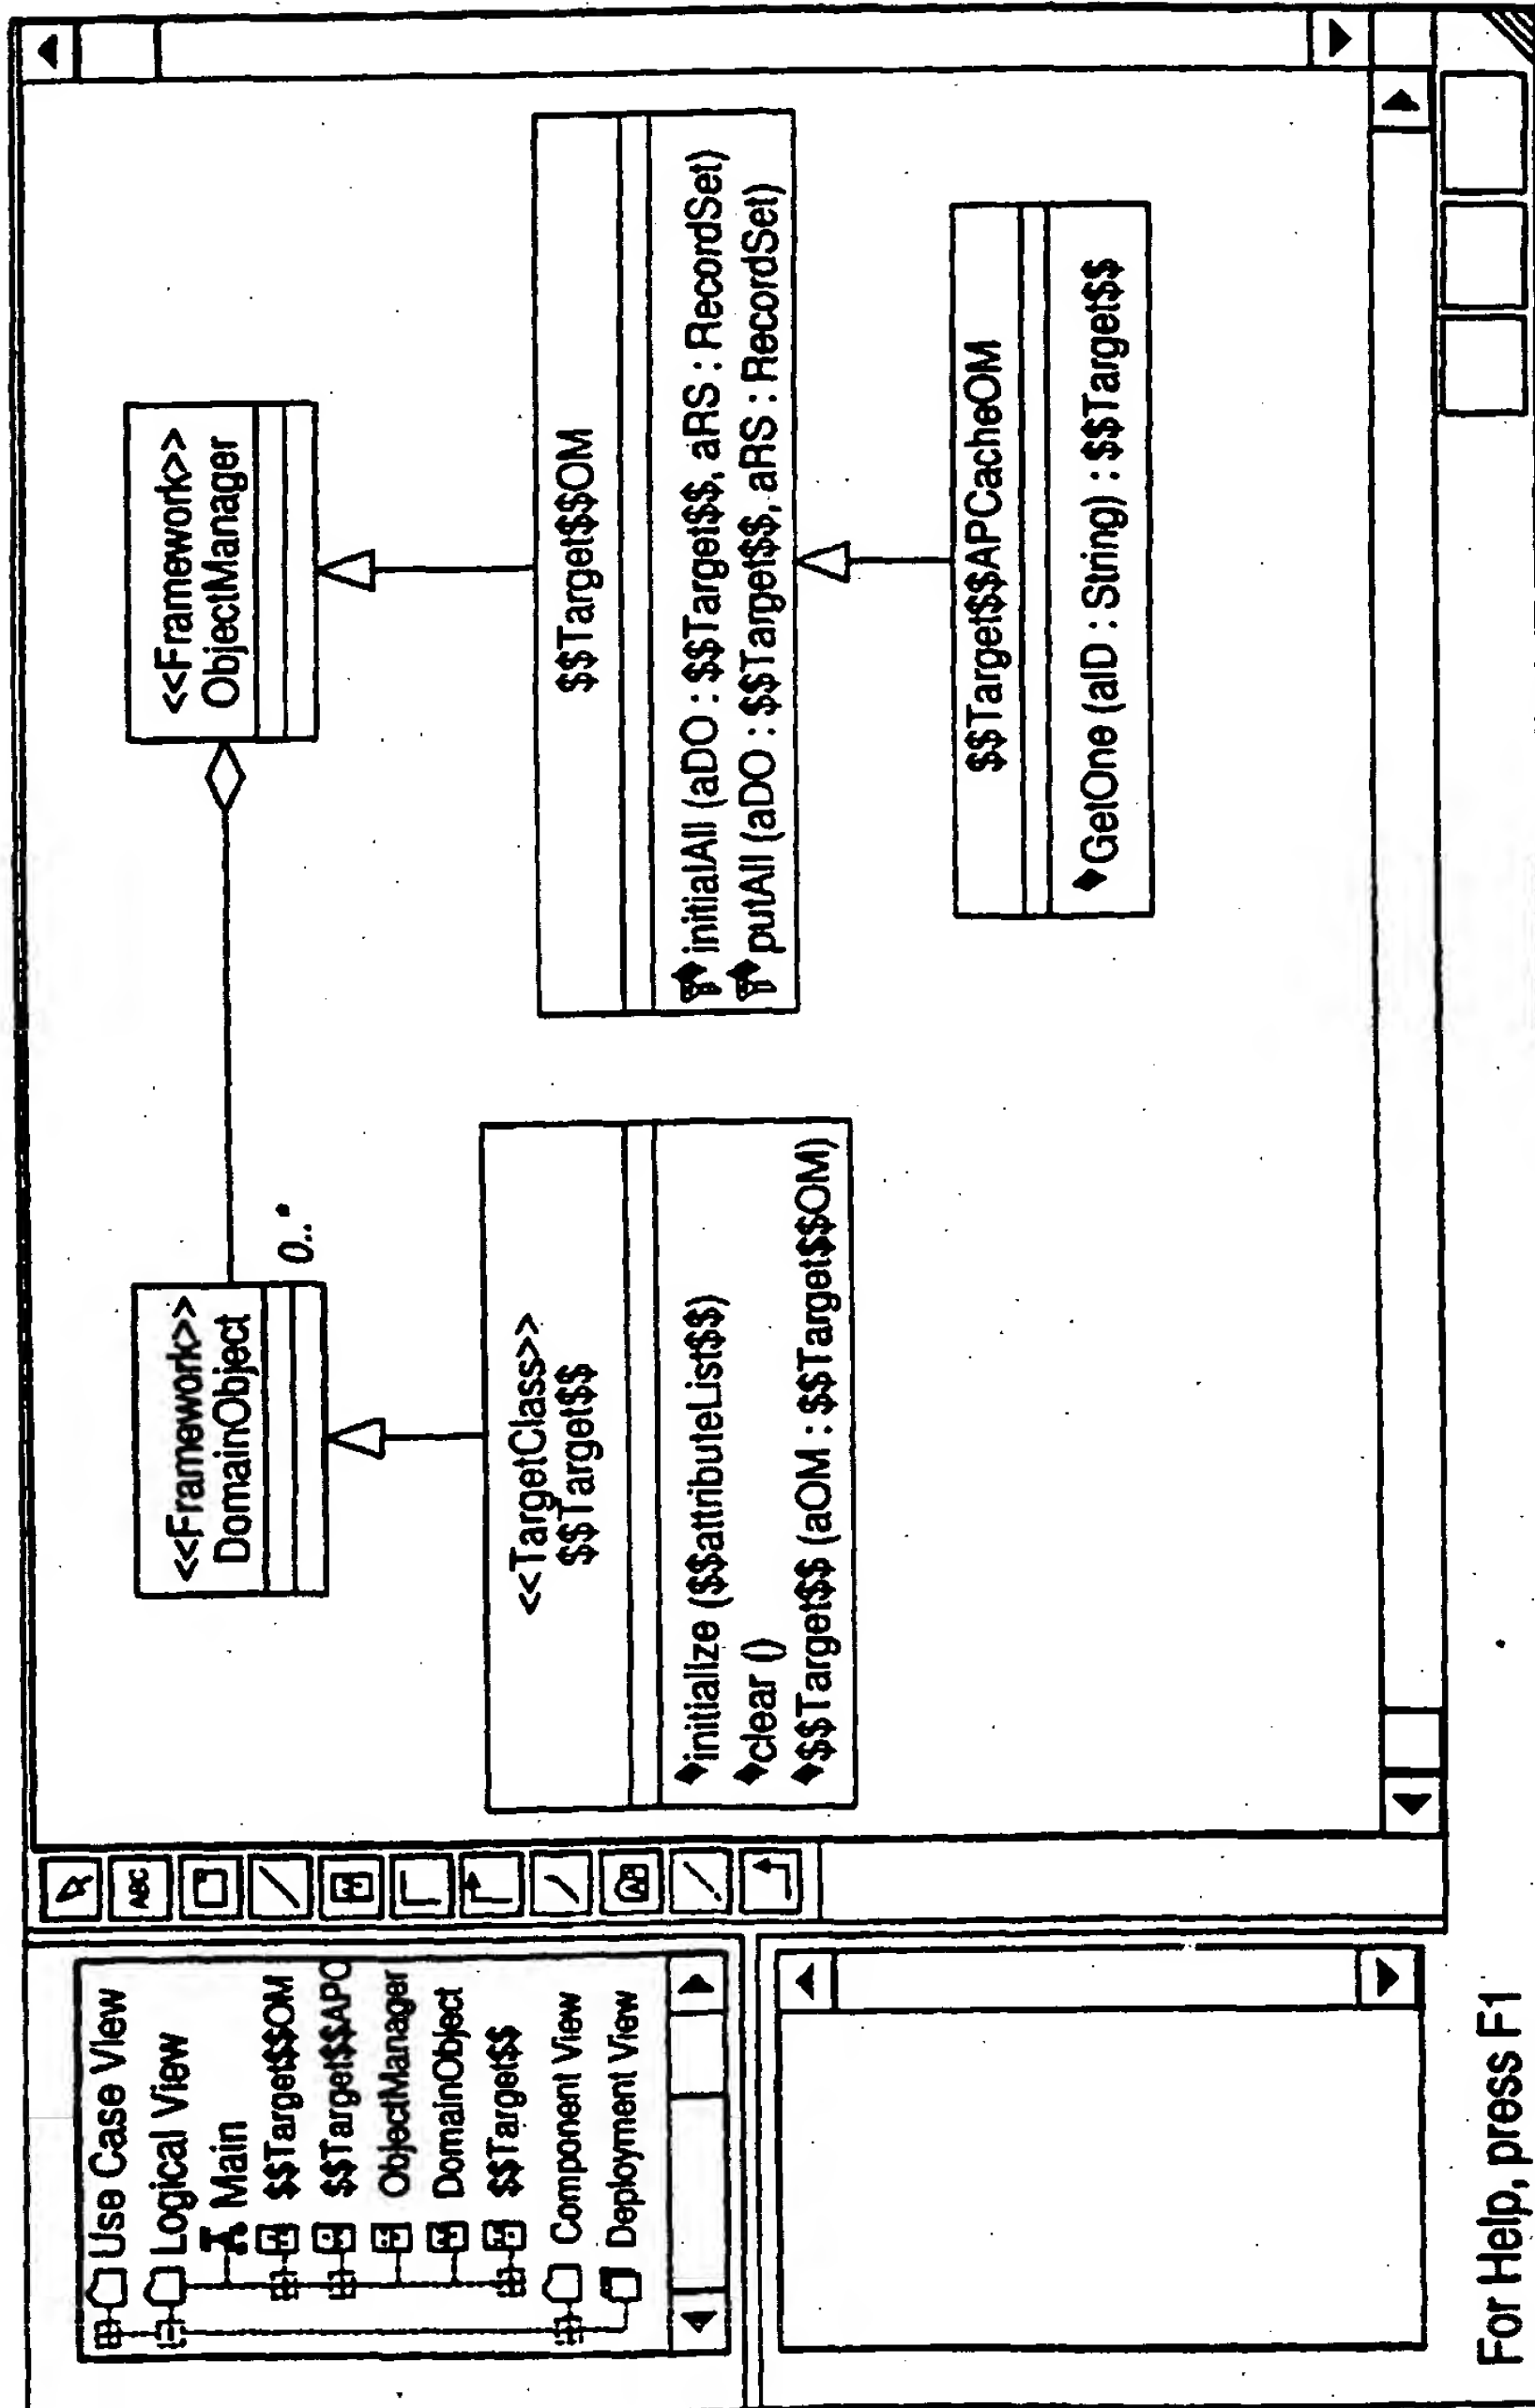 Use Case View
Logical View
Main
$$Target$$OM
$$Target$$APC
ObjectManager
DomainObject
$$Target$$
Component View
Deployment View
For Help, press F1
ABC
AB
<<Framework>>
DomainObject
0..*
<<Framework>>
ObjectManager
<<TargetClass>>
$$Target$$
initialize ($$attributeList$$)
clear ()
$$Target$$ (aOM : $$Target$$OM)
$$Target$$OM
initialAll (aDO : $$Target$$, aRS : RecordSet)
putAll (aDO : $$Target$$, aRS : RecordSet)
$$Target$$APCacheOM
GetOne (aID : String) : $$Target$$